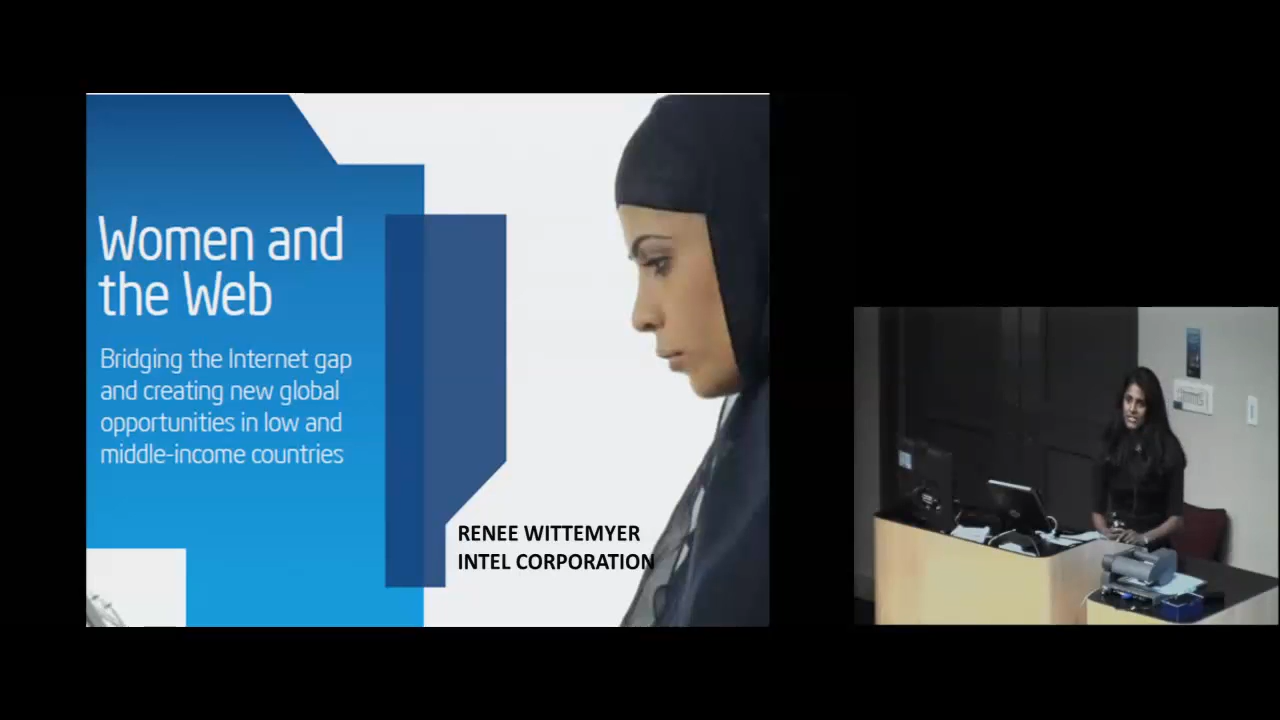 Women and
the Web
Bridging the Internet gap
and creating new global
opportunities in low and
middle-income countries
RENEE WITTEMYER
INTEL CORPORATION